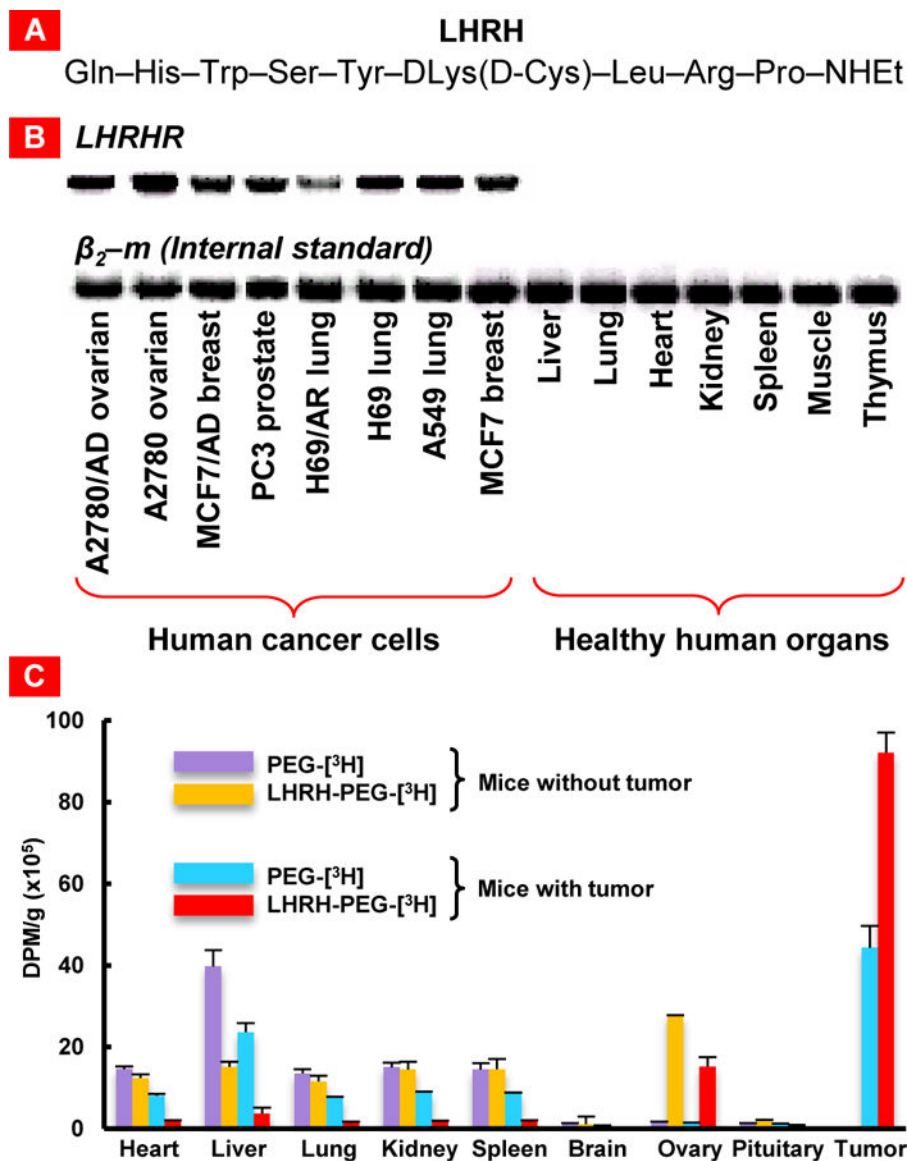 A
LHRH
Gln–His–Trp–Ser–Tyr–DLys(D-Cys)–Leu–Arg–Pro–NHEt
B
LHRHR
β₂–m (Internal standard)
A2780/AD ovarian
A2780 ovarian
MCF7/AD breast
PC3 prostate
H69/AR lung
H69 lung
A549 lung
MCF7 breast
Liver
Lung
Heart
Kidney
Spleen
Muscle
Thymus
Human cancer cells
Healthy human organs
C
DPM/g (x10⁵)
100
80
60
40
20
0
PEG-[³H]
LHRH-PEG-[³H]
Mice without tumor
PEG-[³H]
LHRH-PEG-[³H]
Mice with tumor
Heart Liver Lung Kidney Spleen Brain Ovary Pituitary Tumor